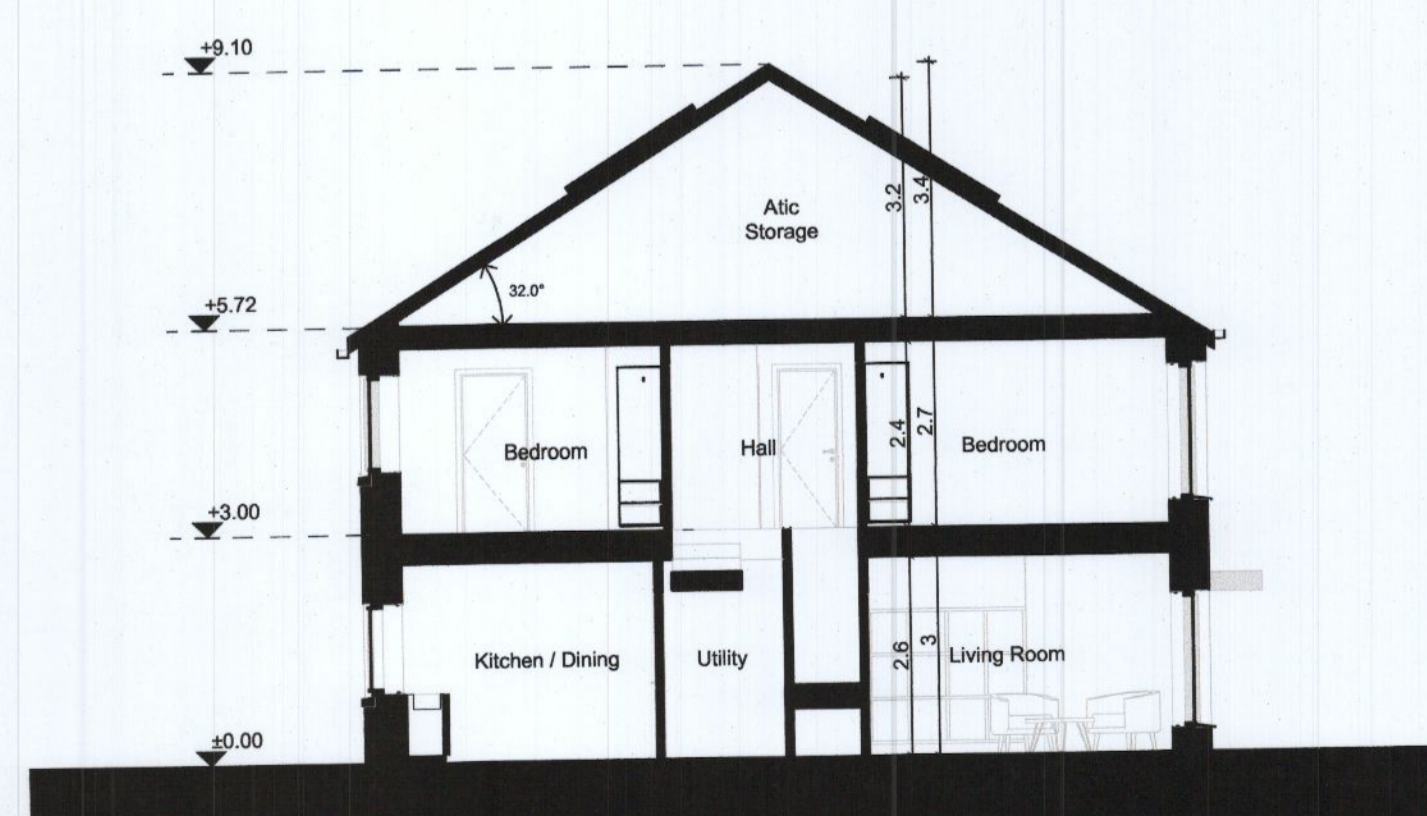 +9.10
3.2
3.4
Atic
Storage
32.0°
+5.72
Bedroom
Hall
2.4
2.7
Bedroom
+3.00
Kitchen / Dining
Utility
2.6
3
Living Room
±0.00